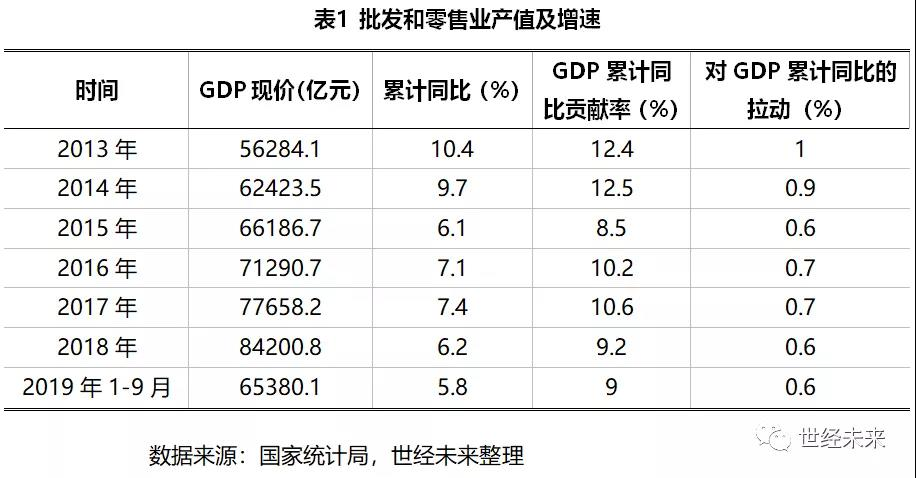 表1 批发和零售业产值及增速
时间 GDP 现价(亿元) 累计同比（%） GDP 累计同比贡献率（%） 对 GDP 累计同比的拉动（%）
2013 年 56284.1 10.4 12.4 1
2014 年 62423.5 9.7 12.5 0.9
2015 年 66186.7 6.1 8.5 0.6
2016 年 71290.7 7.1 10.2 0.7
2017 年 77658.2 7.4 10.6 0.7
2018 年 84200.8 6.2 9.2 0.6
2019 年 1-9 月 65380.1 5.8 9 0.6
世经未来
数据来源：国家统计局，世经未来整理